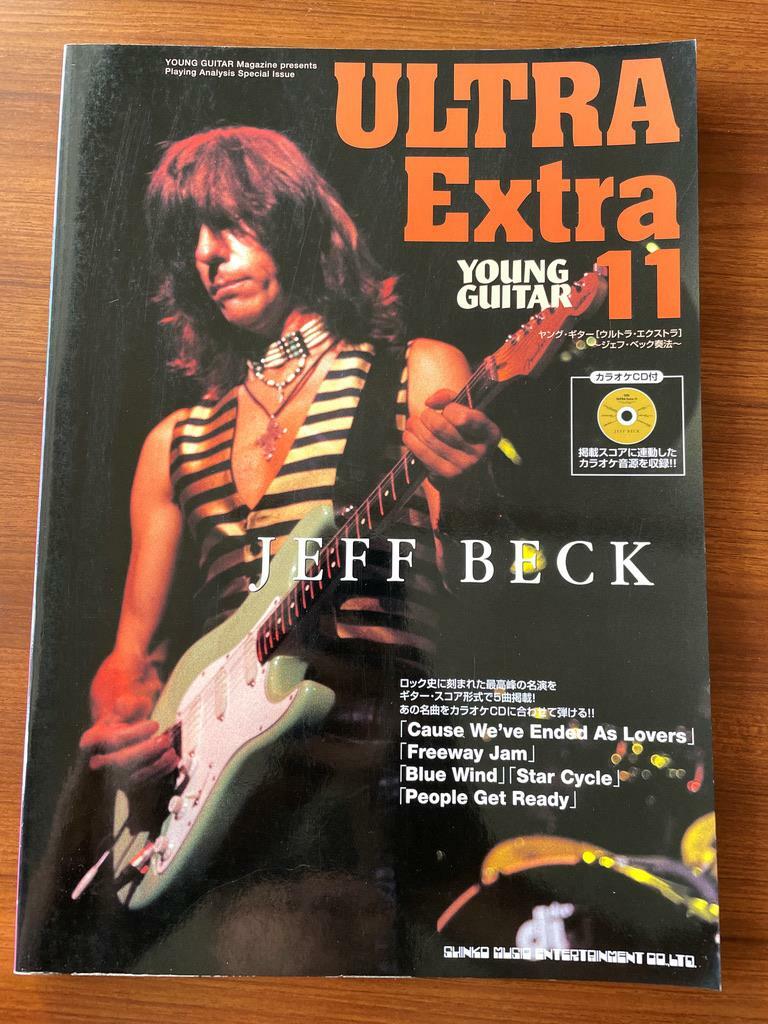 YOUNG GUITAR Magazine presents
Playing Analysis Special Issue
ULTRA
Extra
YOUNG
GUITAR
11
ヤング・ギター[ウルトラ・エクストラ]
～ジェフ・ベック奏法～
カラオケCD付
JEFF BECK
掲載スコアに連動した
カラオケ音源を収録!!
JEFF BECK
ロック史に刻まれた最高峰の名演を
ギター・スコア形式で5曲掲載!
あの名曲をカラオケCDに合わせて弾ける!!
「Cause We've Ended As Lovers」
「Freeway Jam」
「Blue Wind」「Star Cycle」
「People Get Ready」
SHINKO MUSIC ENTERTAINMENT CO.,LTD.